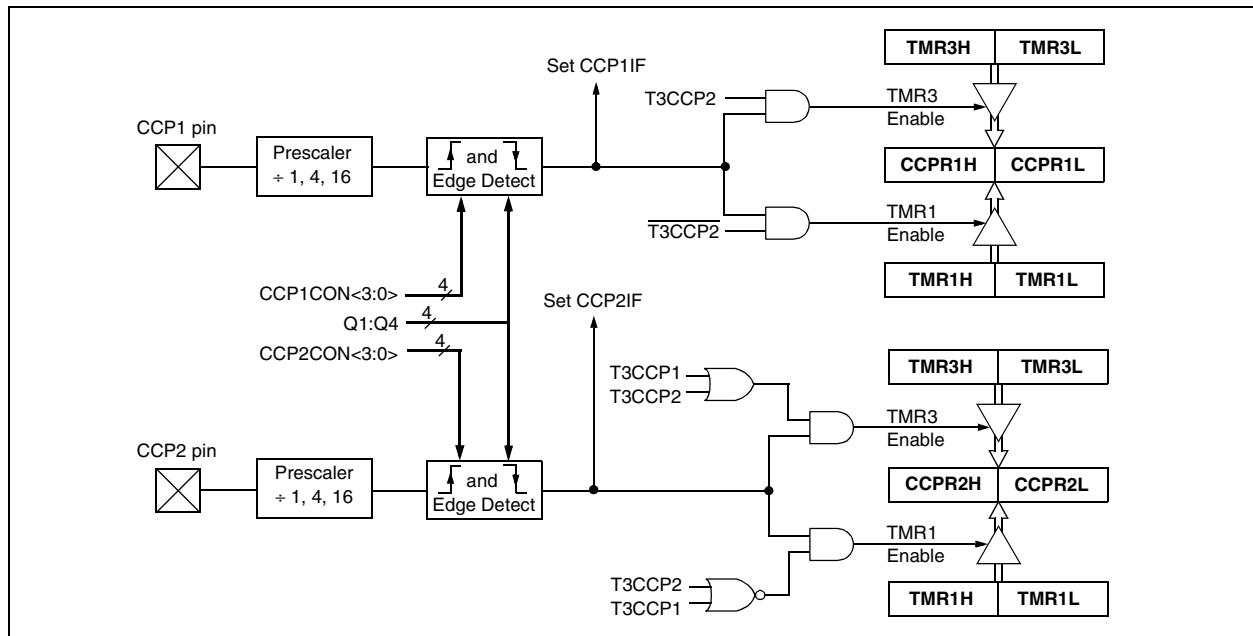 TMR3H TMR3L
Set CCP1IF
T3CCP2
TMR3
Enable
CCP1 pin
Prescaler
÷ 1, 4, 16
and
Edge Detect
CCPR1H CCPR1L
TMR1
Enable
T3CCP2
TMR1H TMR1L
CCP1CON<3:0>
4
Q1:Q4
4
CCP2CON<3:0>
4
Set CCP2IF
TMR3H TMR3L
T3CCP1
T3CCP2
TMR3
Enable
CCP2 pin
Prescaler
÷ 1, 4, 16
and
Edge Detect
CCPR2H CCPR2L
TMR1
Enable
T3CCP2
T3CCP1
TMR1H TMR1L